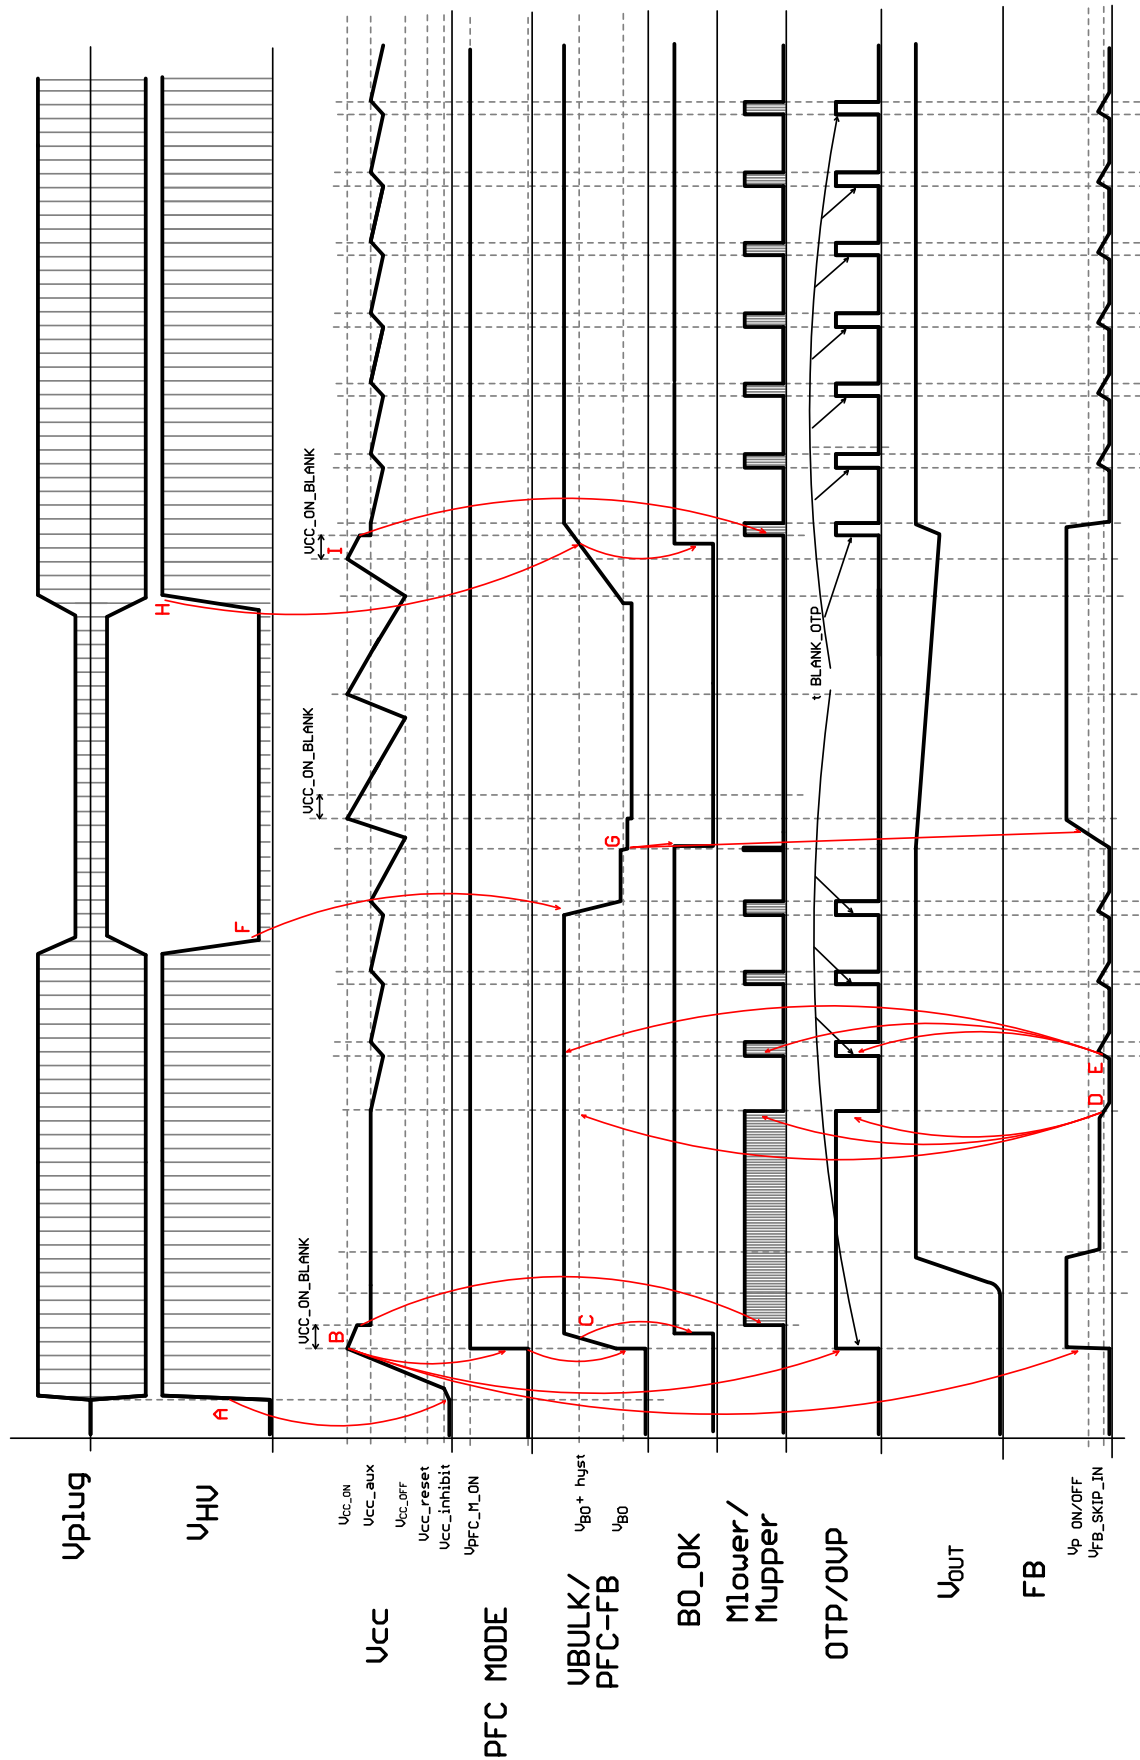 Vplug
VHV
VCC_ON
Vcc_aux
VCC_OFF
Vcc_reset
Vcc_inhibit
Vcc
VPFC_M_ON
PFC MODE
VBO+ hyst
VBO
VBULK/
PFC-FB
BO_OK
Mlower/
Mupper
OTP/OVP
VOUT
VP ON/OFF
VFB_SKIP_IN
FB
VCC_ON_BLANK
VCC_ON_BLANK
VCC_ON_BLANK
t BLANK_OTP
A
B
C
D
E
F
G
H
I